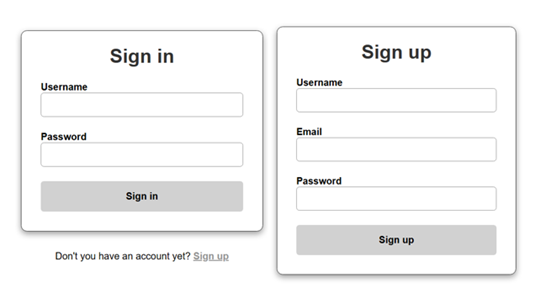 Sign in
Username
Password
Sign in
Don't you have an account yet? Sign up
Sign up
Username
Email
Password
Sign up